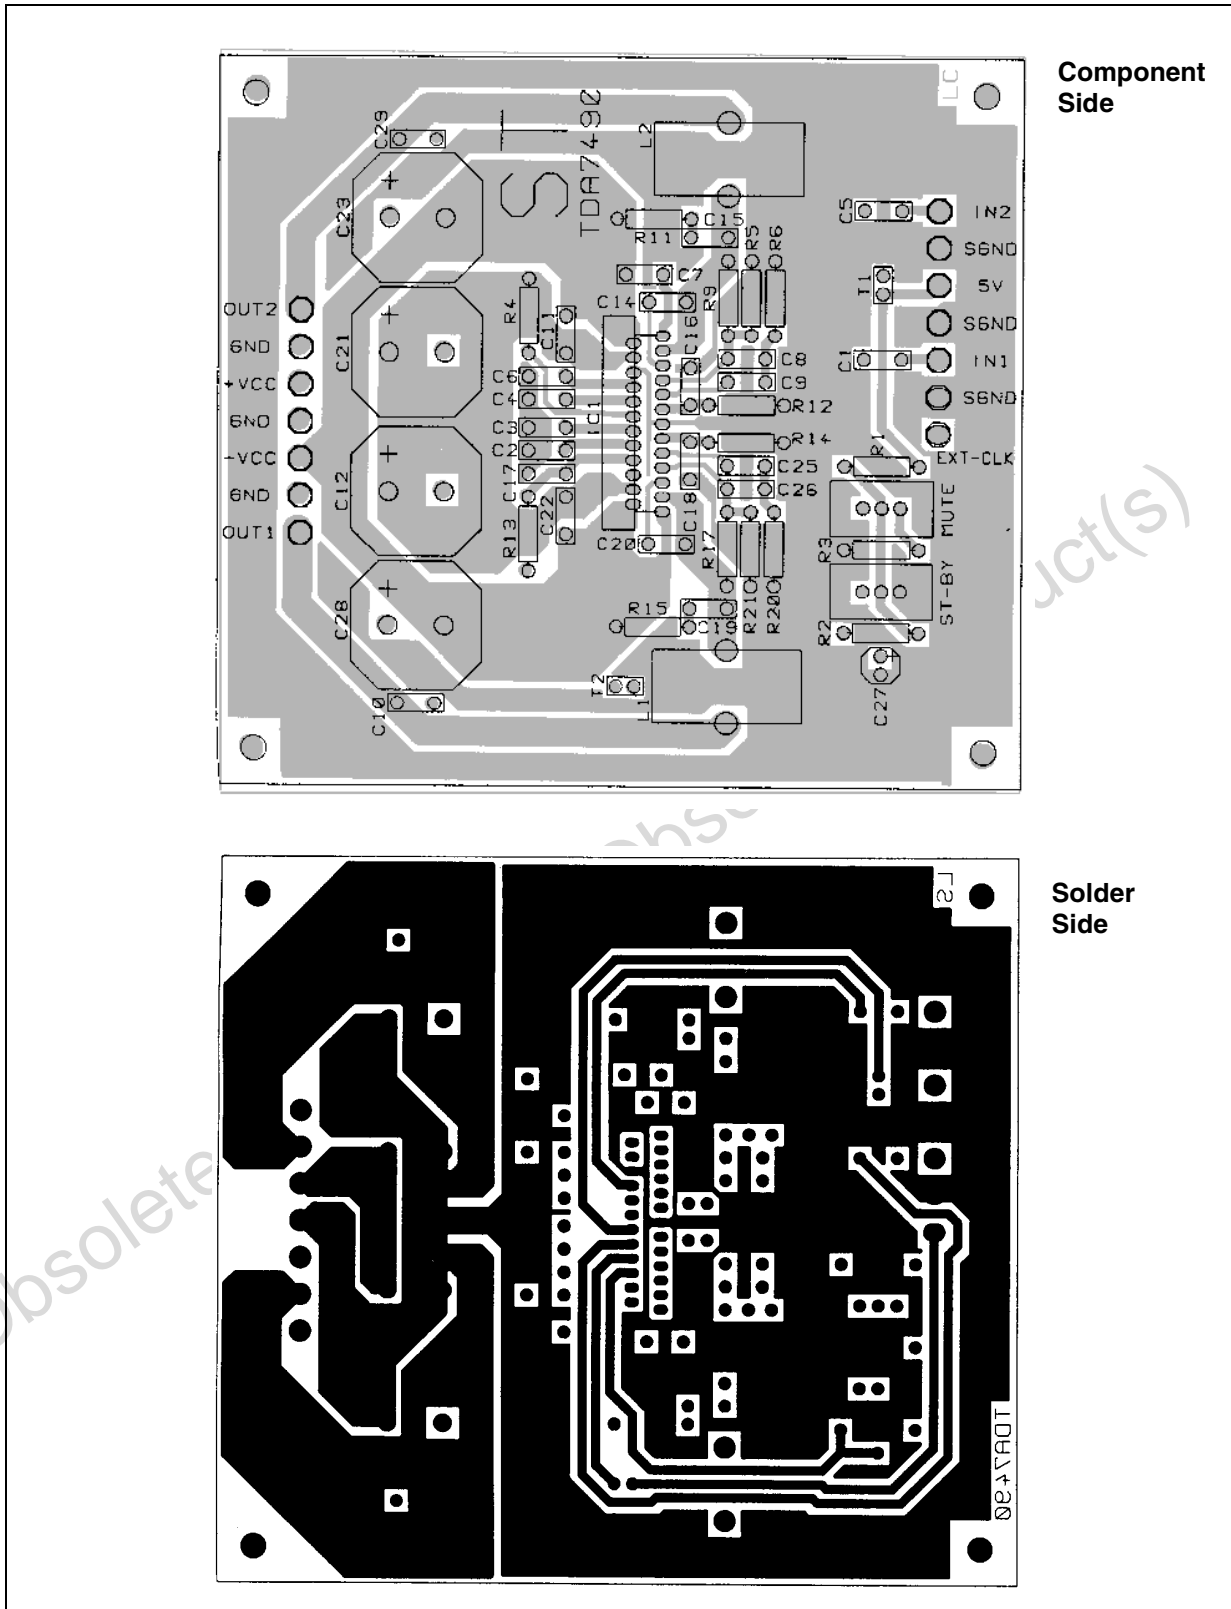 Component
Side
LC
C29
TDA7490
L2
C23
C5
IN2
C15
R11
R5
R6
SGND
C7
T1
5V
R4
C14
R9
OUT2
C11
C16
SGND
GND
C21
C8
C1
IN1
+VCC
C6
C9
C4
IC1
R12
SGND
GND
C3
R14
R1
EXT-CLK
-VCC
C2
C25
GND
C12
C17
C26
MUTE
OUT1
R13
C22
C18
C20
R17
R3
R21
R20
ST-BY
C28
R15
C19
R2
T2
L1
C27
C10
Obsolete
uct(s)
Solder
Side
LS
TDA7490